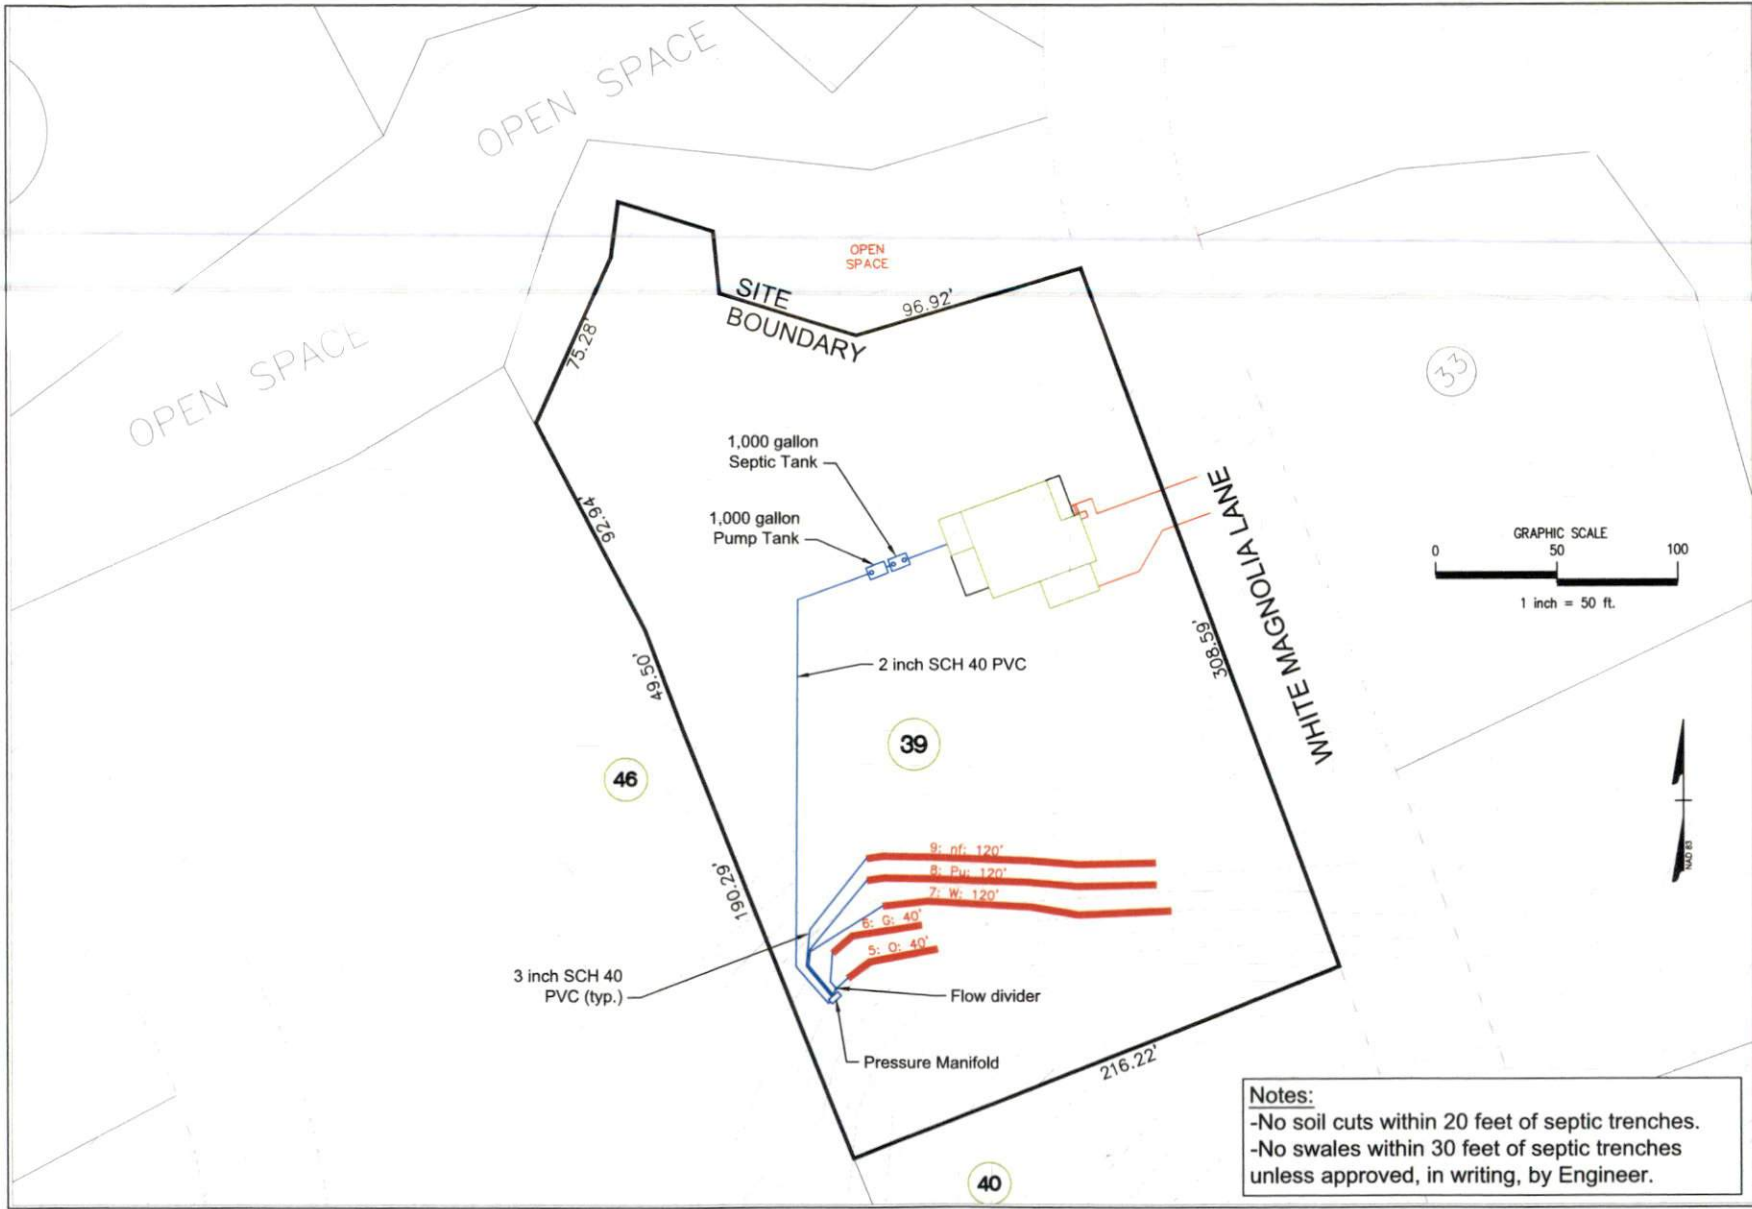 OPEN SPACE
OPEN SPACE
OPEN
SPACE
SITE
BOUNDARY
96.92'
75.28'
33
1,000 gallon
Septic Tank
1,000 gallon
Pump Tank
92.94'
WHITE MAGNOLIA LANE
GRAPHIC SCALE
0 50 100
1 inch = 50 ft.
49.50'
308.59'
2 inch SCH 40 PVC
39
46
NAD 83
190.29'
9: nf: 120'
8: Pu: 120'
7: W: 120'
6: G: 40'
5: O: 40'
3 inch SCH 40
PVC (typ.)
Flow divider
Pressure Manifold
216.22'
40
Notes:
-No soil cuts within 20 feet of septic trenches.
-No swales within 30 feet of septic trenches
unless approved, in writing, by Engineer.